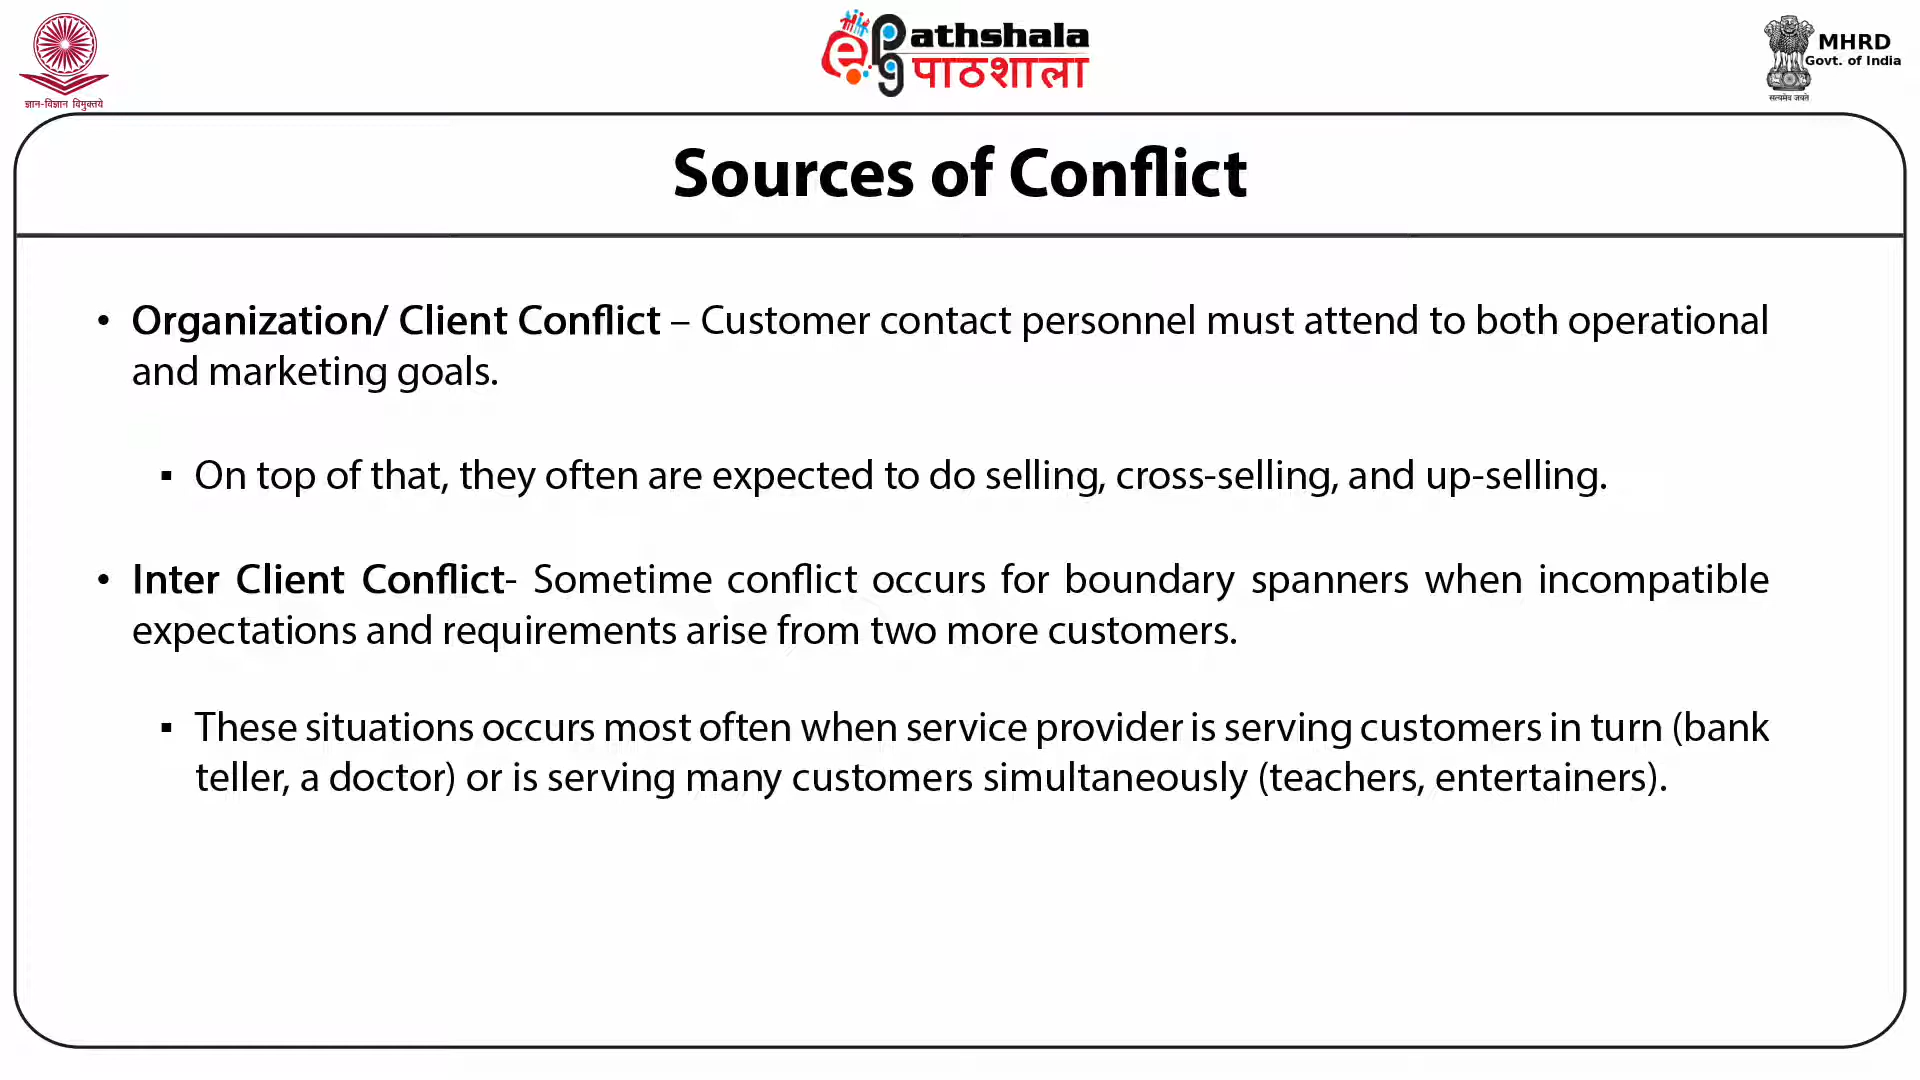 ज्ञान-विज्ञान विमुक्तये
ePathshala
पाठशाला
MHRD
Govt. of India
सत्यमेव जयते
Sources of Conflict
• Organization/ Client Conflict – Customer contact personnel must attend to both operational
and marketing goals.
▪ On top of that, they often are expected to do selling, cross-selling, and up-selling.
• Inter Client Conflict- Sometime conflict occurs for boundary spanners when incompatible
expectations and requirements arise from two more customers.
▪ These situations occurs most often when service provider is serving customers in turn (bank
teller, a doctor) or is serving many customers simultaneously (teachers, entertainers).